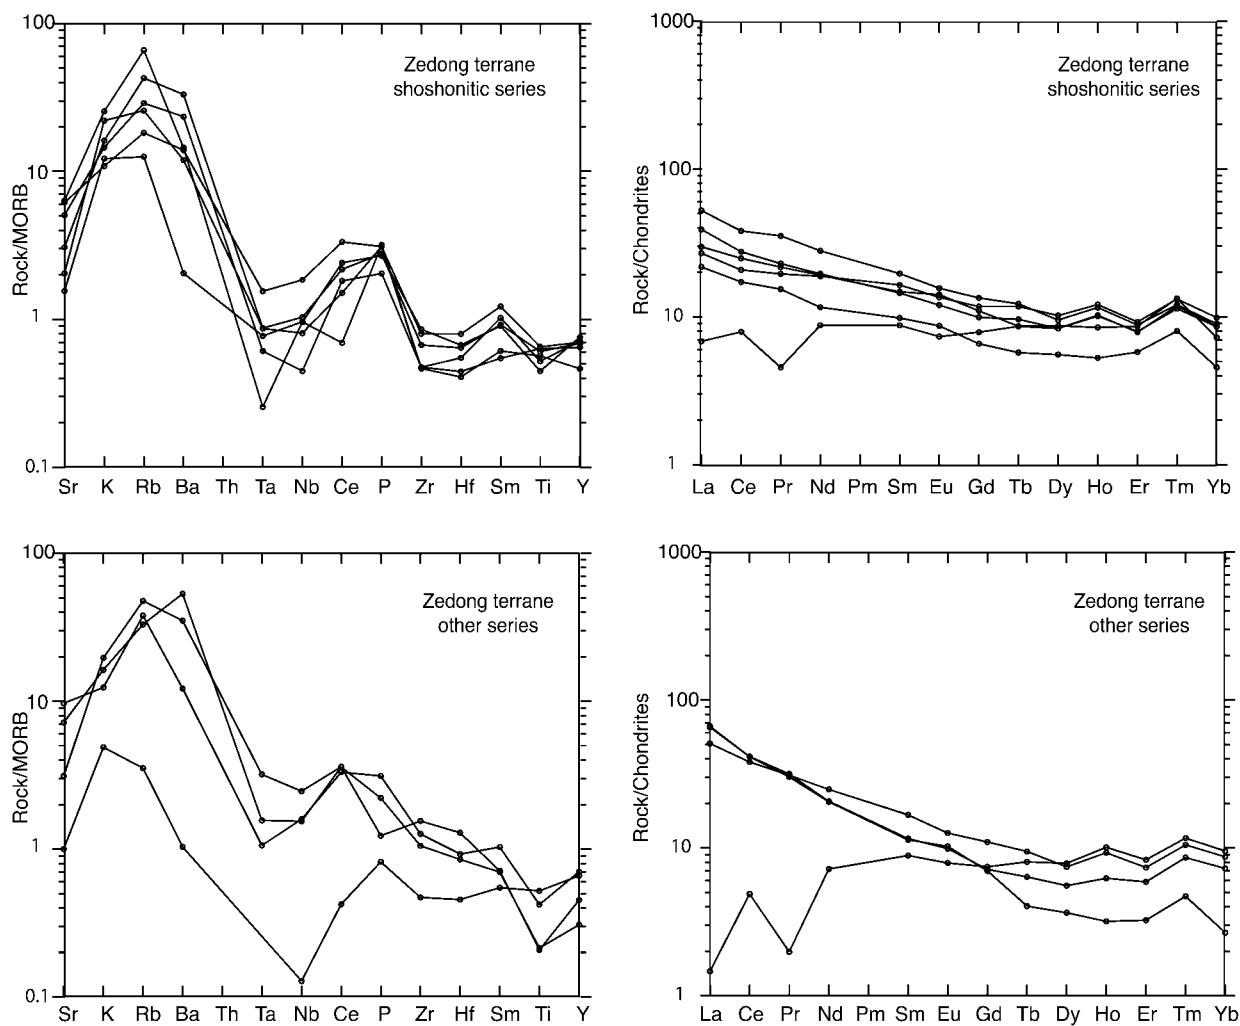 100
10
1
0.1
Rock/MORB
Zedong terrane
shoshonitic series
Sr K Rb Ba Th Ta Nb Ce P Zr Hf Sm Ti Y
1000
100
10
1
Rock/Chondrites
Zedong terrane
shoshonitic series
La Ce Pr Nd Pm Sm Eu Gd Tb Dy Ho Er Tm Yb
100
10
1
0.1
Rock/MORB
Zedong terrane
other series
Sr K Rb Ba Th Ta Nb Ce P Zr Hf Sm Ti Y
1000
100
10
1
Rock/Chondrites
Zedong terrane
other series
La Ce Pr Nd Pm Sm Eu Gd Tb Dy Ho Er Tm Yb